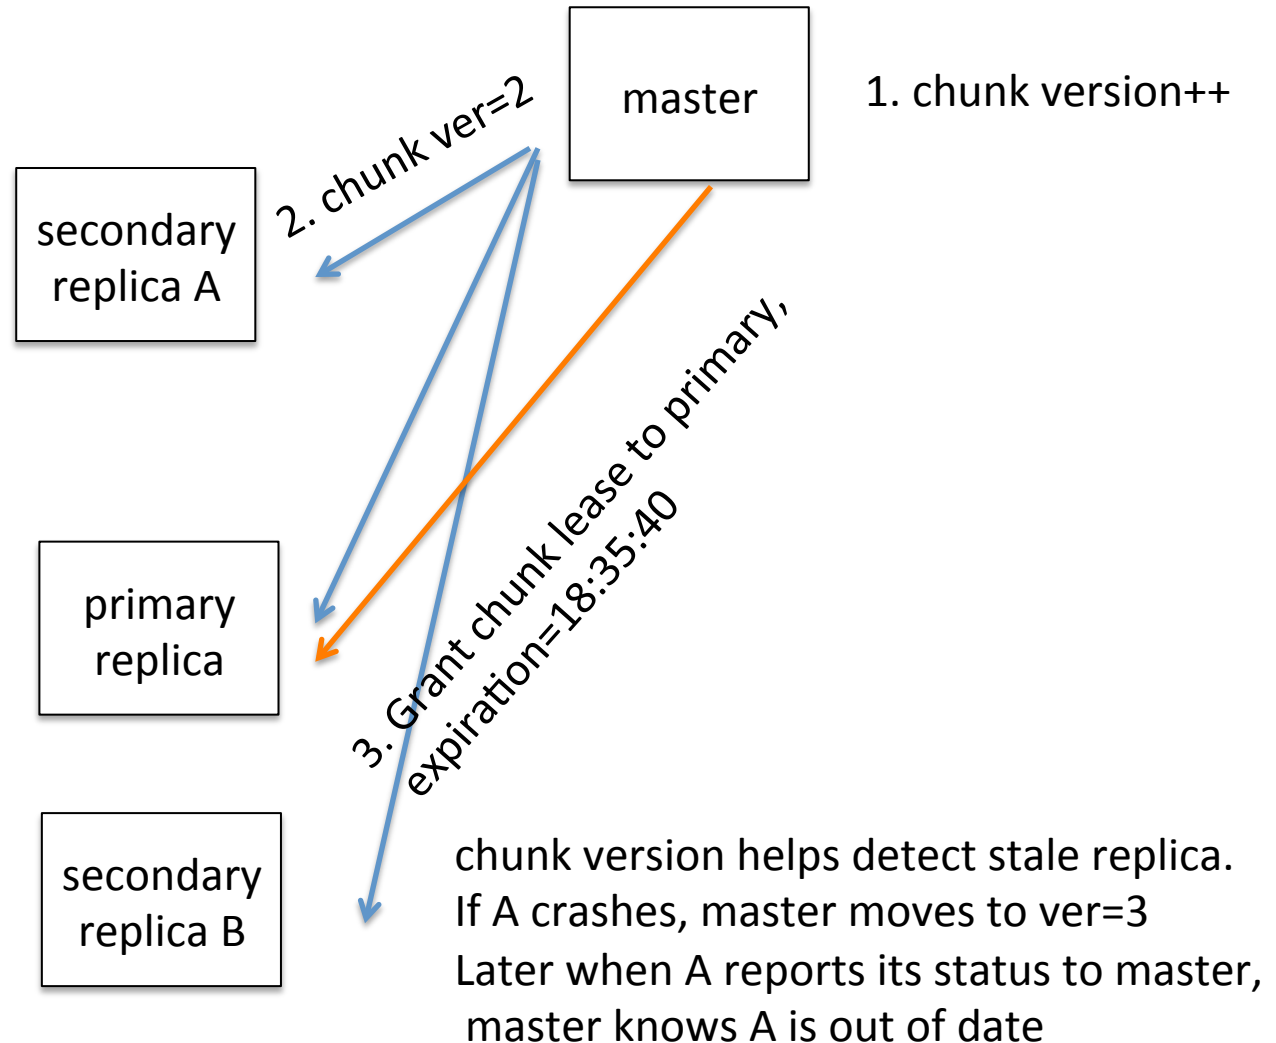 master
1. chunk version++
2. chunk ver=2
secondary
replica A
3. Grant chunk lease to primary,
expiration=18:35:40
primary
replica
secondary
replica B
chunk version helps detect stale replica.
If A crashes, master moves to ver=3
Later when A reports its status to master,
master knows A is out of date